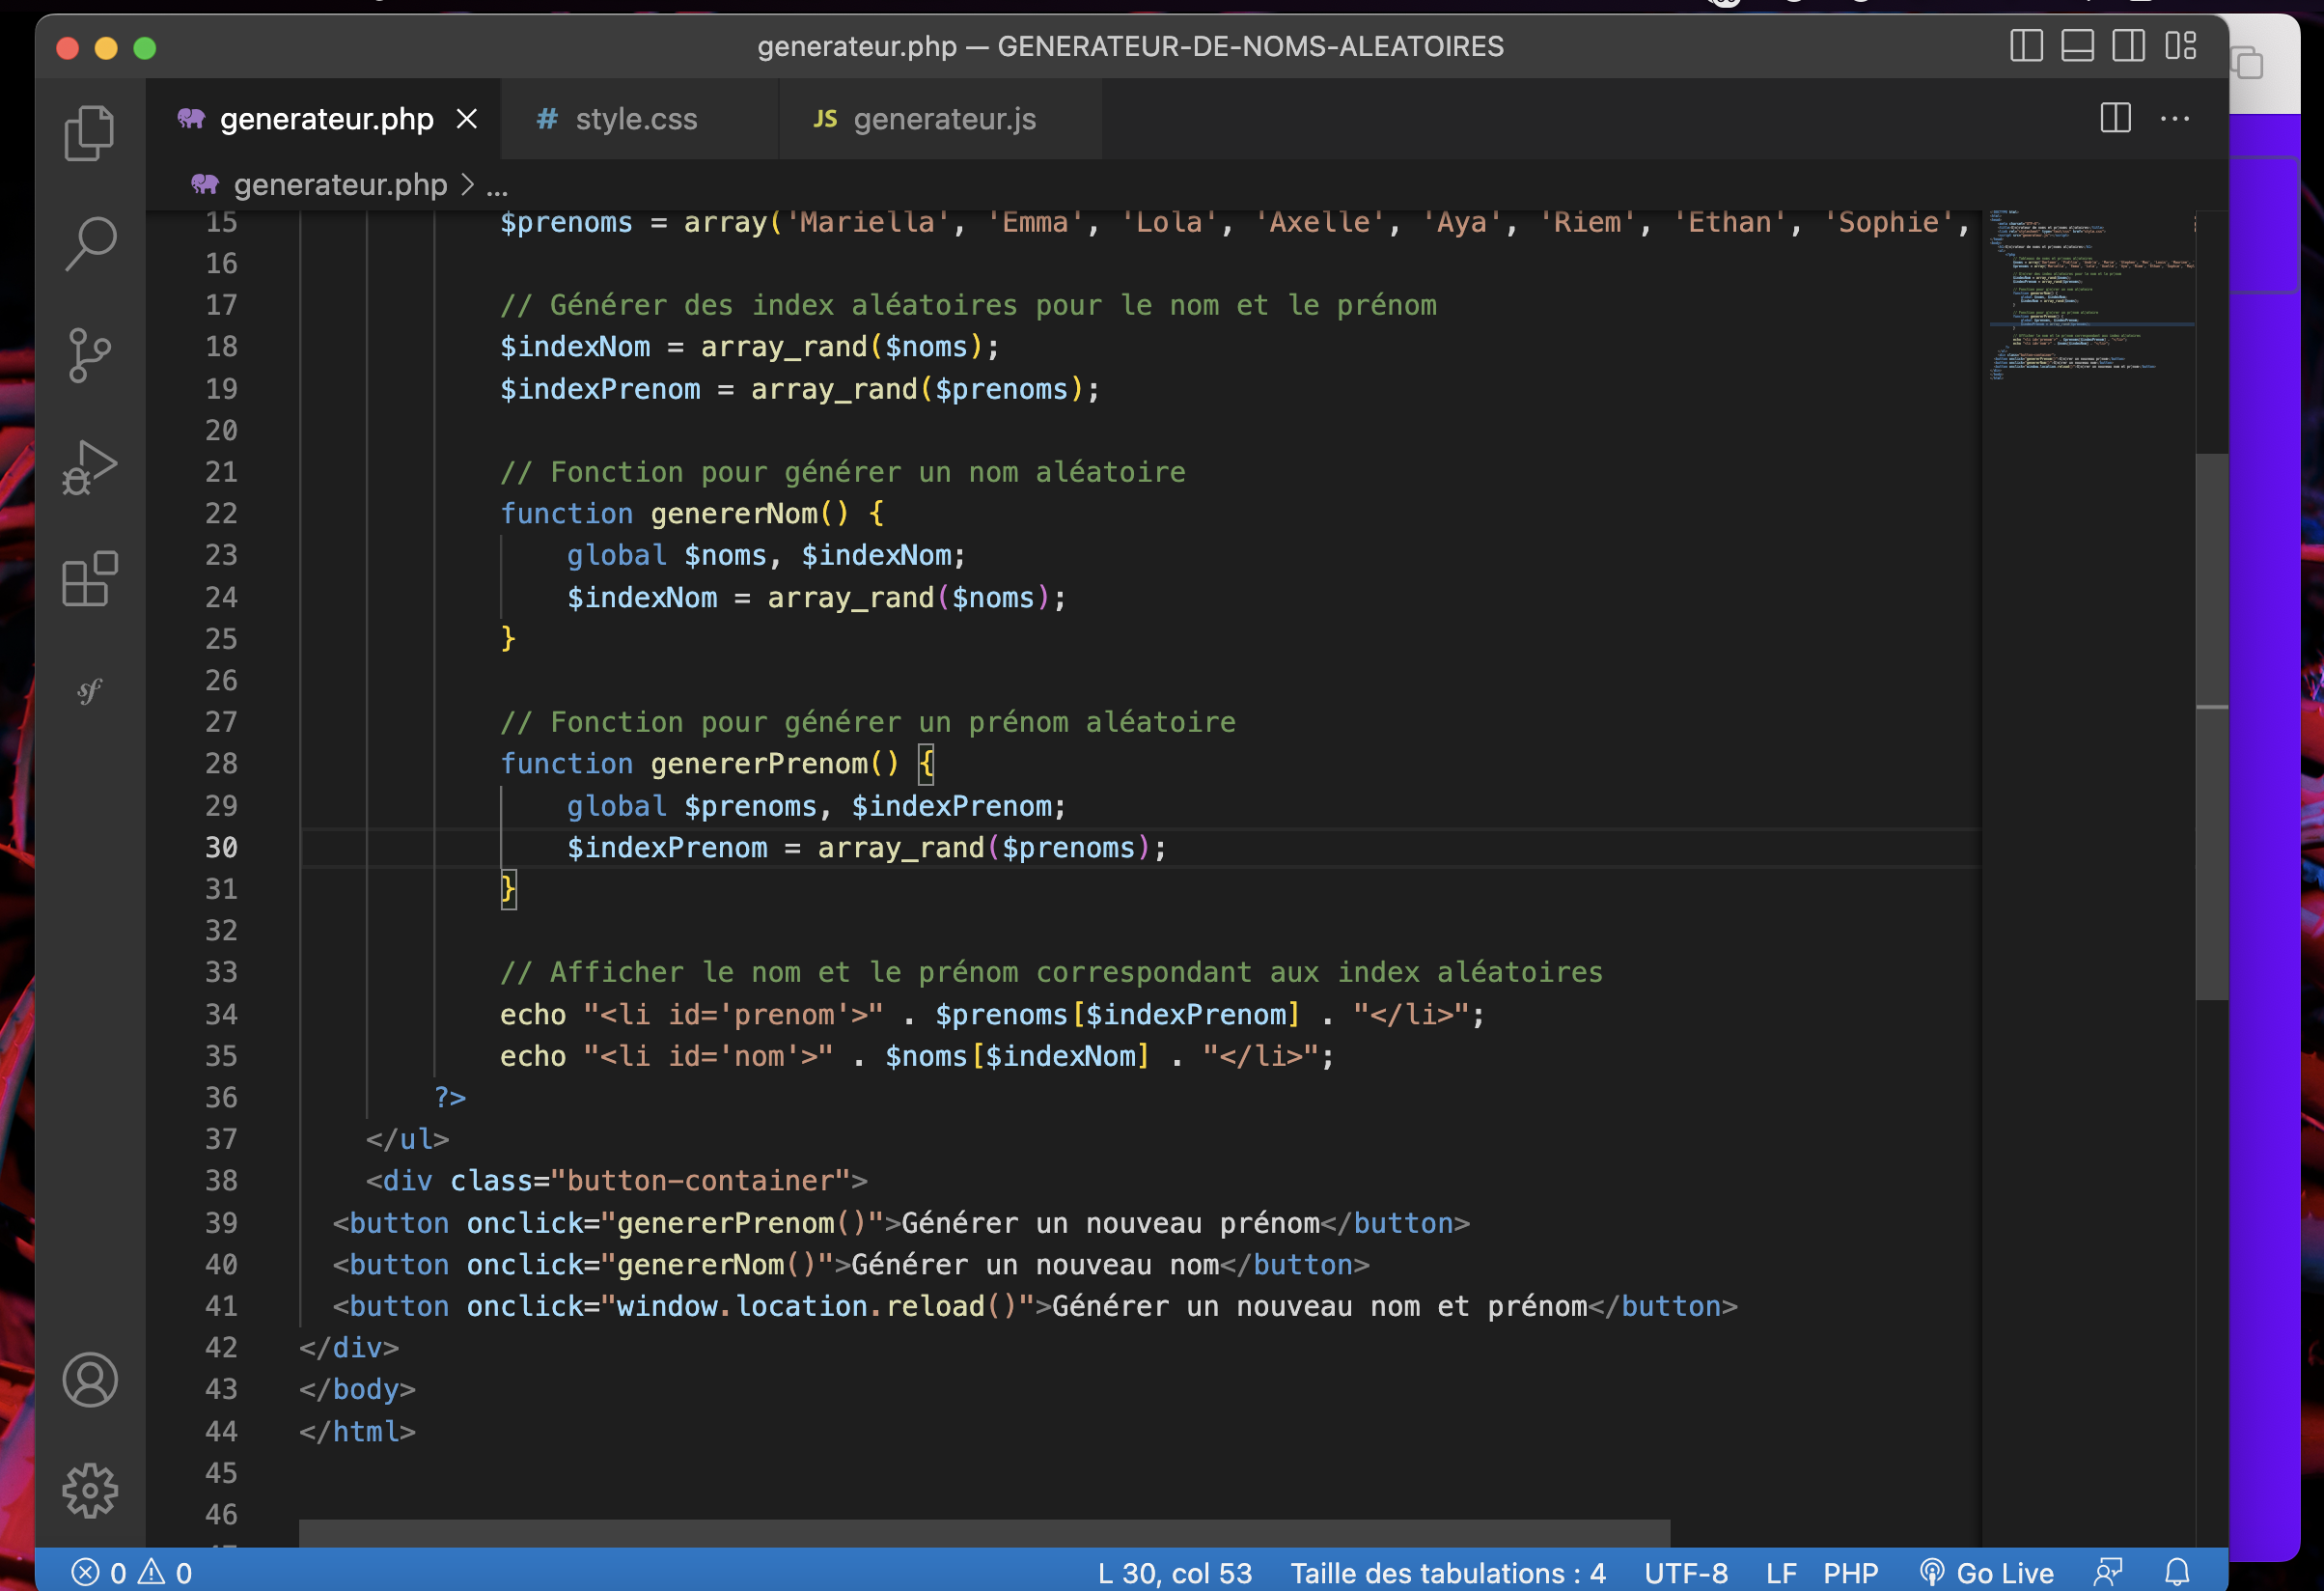 generateur.php — GENERATEUR-DE-NOMS-ALEATOIRES
generateur.php
# style.css
JS generateur.js
generateur.php > ...
15 $prenoms = array('Mariella', 'Emma', 'Lola', 'Axelle', 'Aya', 'Riem', 'Ethan', 'Sophie',
16
17 // Générer des index aléatoires pour le nom et le prénom
18 $indexNom = array_rand($noms);
19 $indexPrenom = array_rand($prenoms);
20
21 // Fonction pour générer un nom aléatoire
22 function genererNom() {
23 global $noms, $indexNom;
24 $indexNom = array_rand($noms);
25 }
26
27 // Fonction pour générer un prénom aléatoire
28 function genererPrenom() {
29 global $prenoms, $indexPrenom;
30 $indexPrenom = array_rand($prenoms);
31 }
32
33 // Afficher le nom et le prénom correspondant aux index aléatoires
34 echo "<li id='prenom'>" . $prenoms[$indexPrenom] . "</li>";
35 echo "<li id='nom'>" . $noms[$indexNom] . "</li>";
36 ?>
37 </ul>
38 <div class="button-container">
39 <button onclick="genererPrenom()">Générer un nouveau prénom</button>
40 <button onclick="genererNom()">Générer un nouveau nom</button>
41 <button onclick="window.location.reload()">Générer un nouveau nom et prénom</button>
42 </div>
43 </body>
44 </html>
45
46
0 0 L 30, col 53 Taille des tabulations : 4 UTF-8 LF PHP Go Live